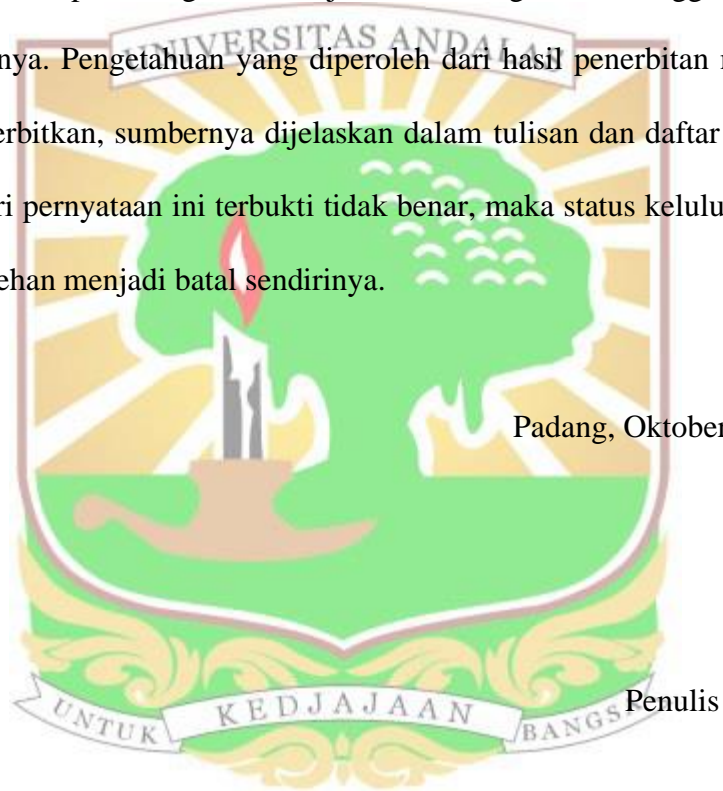 UNIVERSITAS ANDALAS
nya. Pengetahuan yang diperoleh dari hasil penerbitan
erbitkan, sumbernya dijelaskan dalam tulisan dan daftar
ri pernyataan ini terbukti tidak benar, maka status kelulu
ehan menjadi batal sendirinya.
Padang, Oktober
Penulis
UNTUK KEDJAJAAN BANGSA